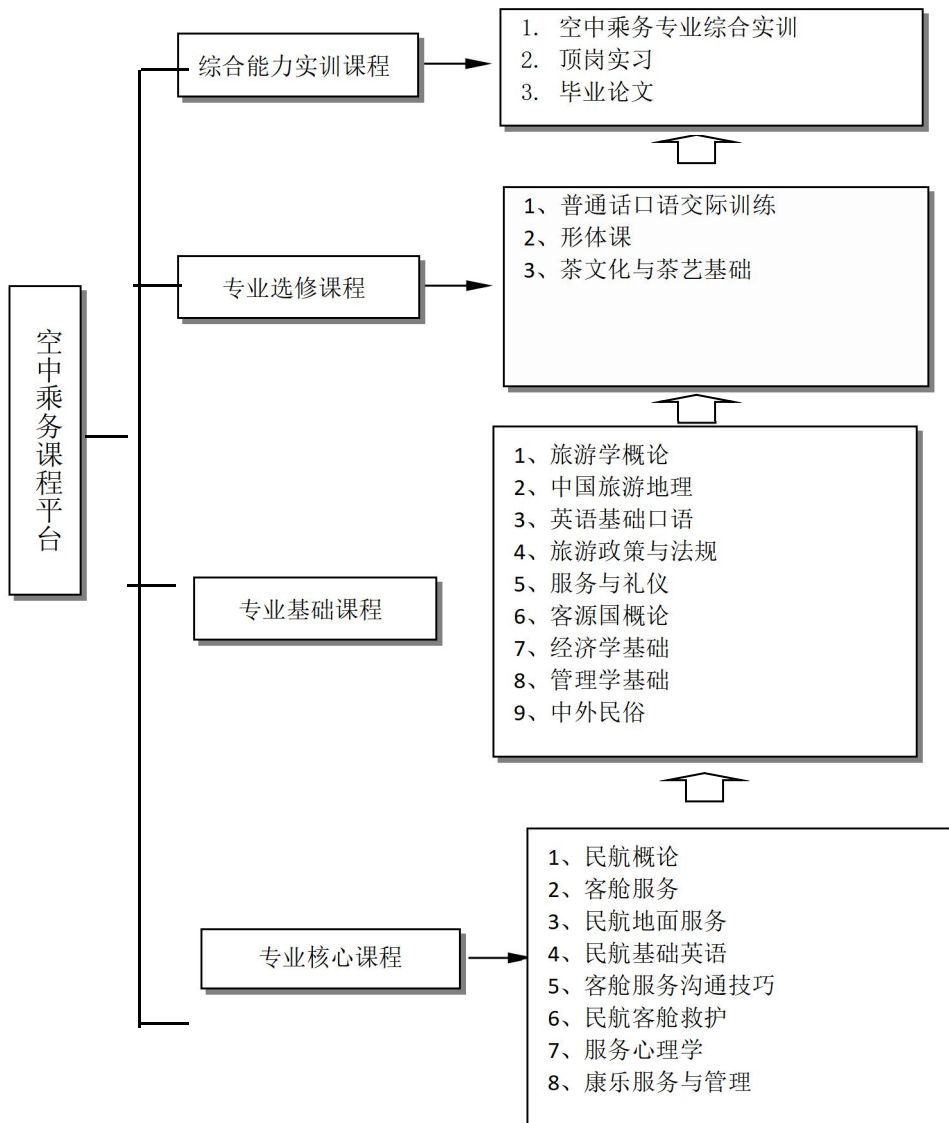 空中乘务课程平台
综合能力实训课程
1. 空中乘务专业综合实训
2. 顶岗实习
3. 毕业论文
专业选修课程
1、普通话口语交际训练
2、形体课
3、茶文化与茶艺基础
专业基础课程
1、旅游学概论
2、中国旅游地理
3、英语基础口语
4、旅游政策与法规
5、服务与礼仪
6、客源国概论
7、经济学基础
8、管理学基础
9、中外民俗
专业核心课程
1、民航概论
2、客舱服务
3、民航地面服务
4、民航基础英语
5、客舱服务沟通技巧
6、民航客舱救护
7、服务心理学
8、康乐服务与管理